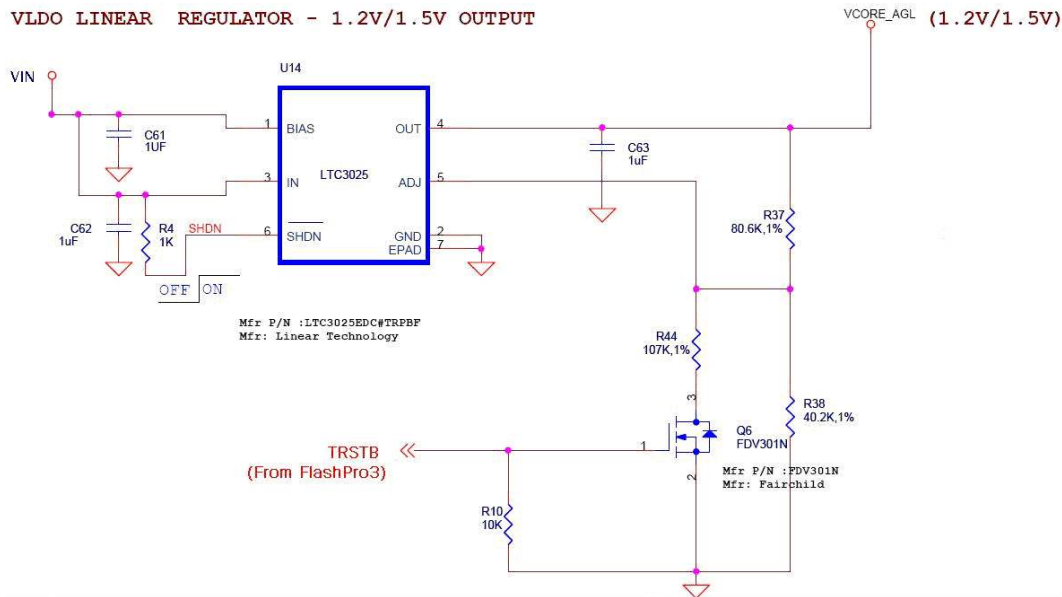 VLDO LINEAR REGULATOR - 1.2V/1.5V OUTPUT
VCORE_AGL (1.2V/1.5V)
U14
VIN
C61
1UF
1
BIAS
OUT
4
C63
1uF
LTC3025
3
IN
ADJ
5
R37
80.6K,1%
C62
1uF
R4
1K
SHDN
6
SHDN
GND
2
EPAD
7
OFF
ON
Mfr P/N :LTC3025EDC#TRPBF
Mfr: Linear Technology
R44
107K,1%
3
R38
40.2K,1%
Q6
FDV301N
1
TRSTB
(From FlashPro3)
2
Mfr P/N :FDV301N
Mfr: Fairchild
R10
10K